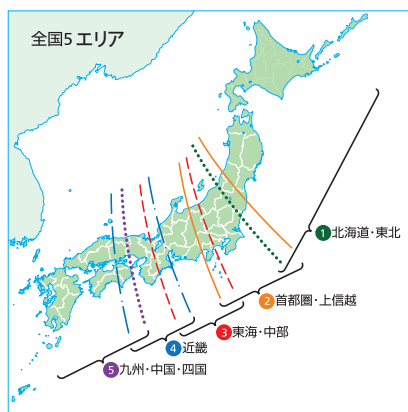 全国5エリア
1北海道・東北
2首都圏・上信越
3東海・中部
4近畿
5九州・中国・四国